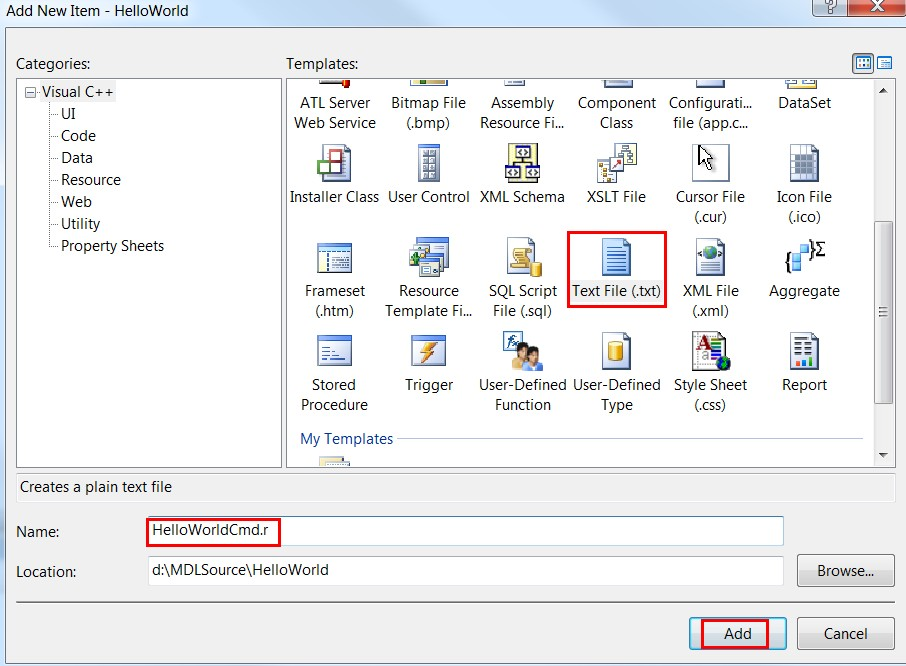 Add New Item - HelloWorld
Categories:
Templates:
Visual C++
UI
Code
Data
Resource
Web
Utility
Property Sheets
ATL Server Web Service
Bitmap File (.bmp)
Assembly Resource Fi...
Component Class
Configurati... file (app.c...
DataSet
Installer Class
User Control
XML Schema
XSLT File
Cursor File (.cur)
Icon File (.ico)
Frameset (.htm)
Resource Template Fi...
SQL Script File (.sql)
Text File (.txt)
XML File (.xml)
Aggregate
Stored Procedure
Trigger
User-Defined Function
User-Defined Type
Style Sheet (.css)
Report
My Templates
Creates a plain text file
Name:
HelloWorldCmd.r
Location:
d:\MDLSource\HelloWorld
Browse...
Add
Cancel